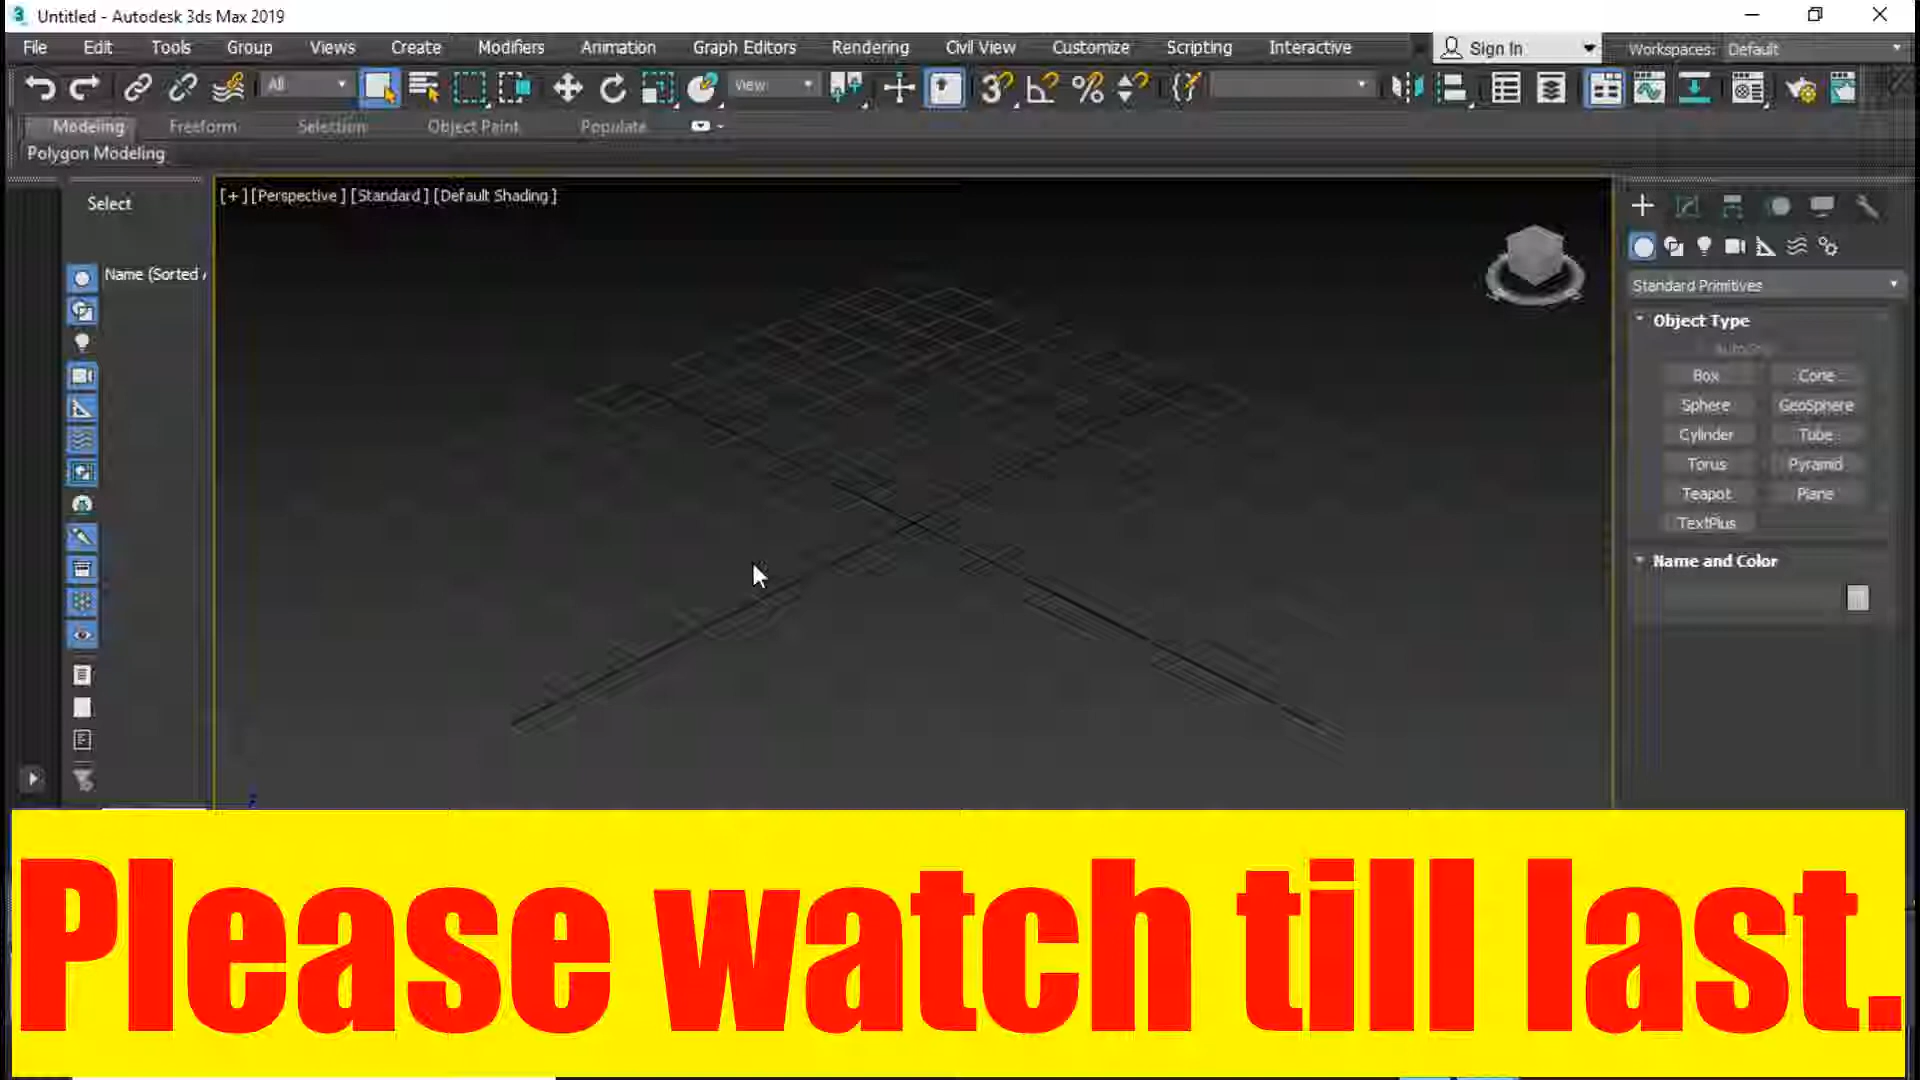 Untitled - Autodesk 3ds Max 2019
File Edit Tools Group Views Create Modifiers Animation Graph Editors Rendering Civil View Customize Scripting Interactive Sign In Workspaces: Default
All View
Modeling Freeform Selection Object Paint Populate
Polygon Modeling
Select
[+] [Perspective] [Standard] [Default Shading]
Name (Sorted
Standard Primitives
Object Type
Box Cone
Sphere GeoSphere
Cylinder Tube
Torus Pyramid
Teapot Plane
TextPlus
Name and Color
Please watch till last.